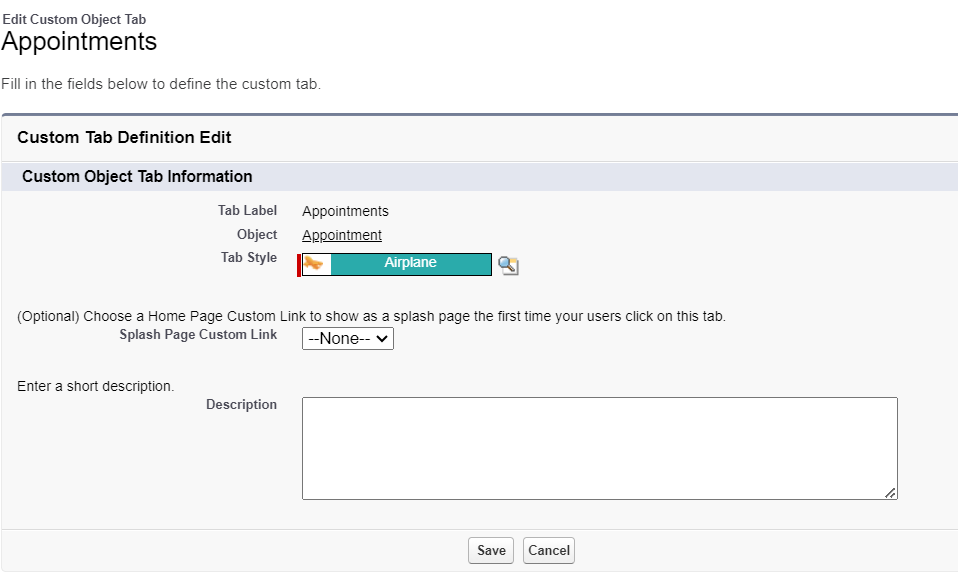 Edit Custom Object Tab
Appointments
Fill in the fields below to define the custom tab.
Custom Tab Definition Edit
Custom Object Tab Information
Tab Label Appointments
Object Appointment
Tab Style Airplane
(Optional) Choose a Home Page Custom Link to show as a splash page the first time your users click on this tab.
Splash Page Custom Link --None--
Enter a short description.
Description
Save Cancel